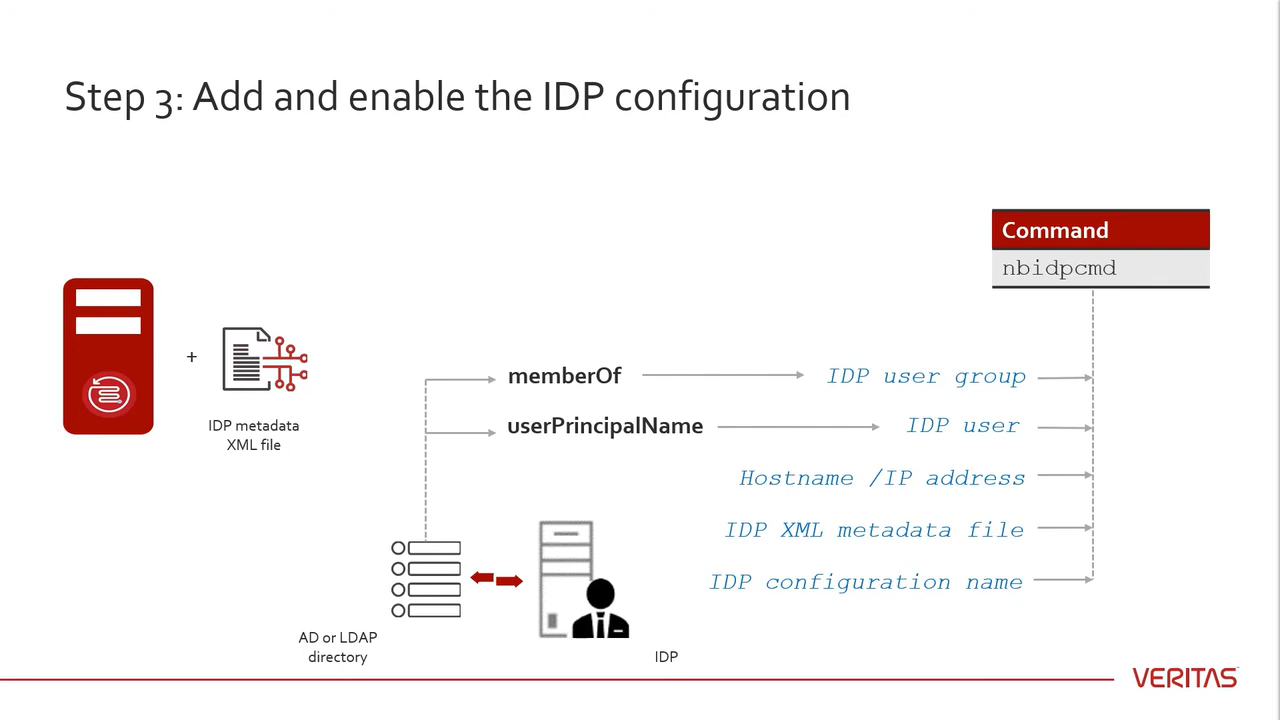 Step 3: Add and enable the IDP configuration
Command
nbidpcmd
+
IDP metadata
XML file
memberOf
IDP user group
userPrincipalName
IDP user
Hostname /IP address
IDP XML metadata file
IDP configuration name
AD or LDAP
directory
IDP
VERITAS